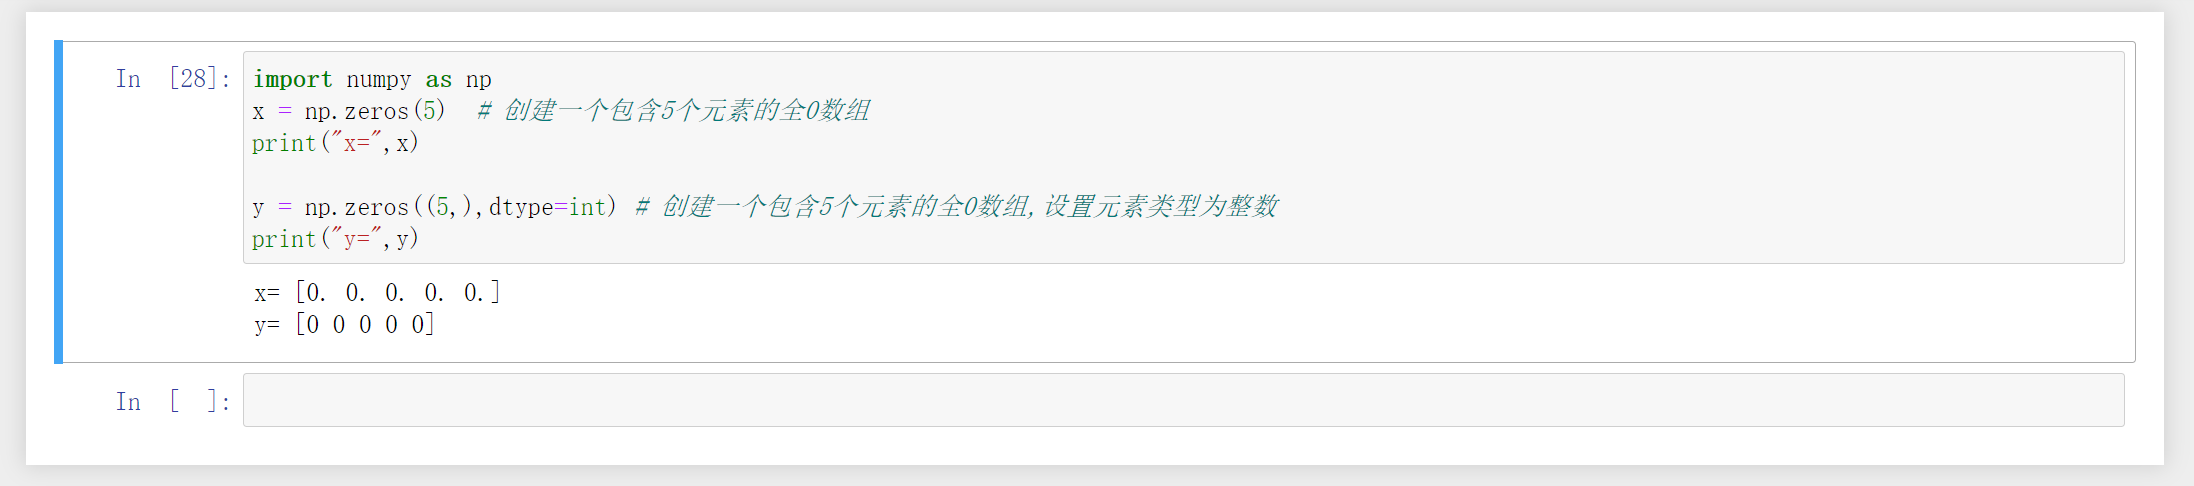 In [28]: import numpy as np
x = np.zeros(5)  # 创建一个包含5个元素的全0数组
print("x=",x)
y = np.zeros((5,),dtype=int) # 创建一个包含5个元素的全0数组,设置元素类型为整数
print("y=",y)
x= [0. 0. 0. 0. 0.]
y= [0 0 0 0 0]
In [ ]: